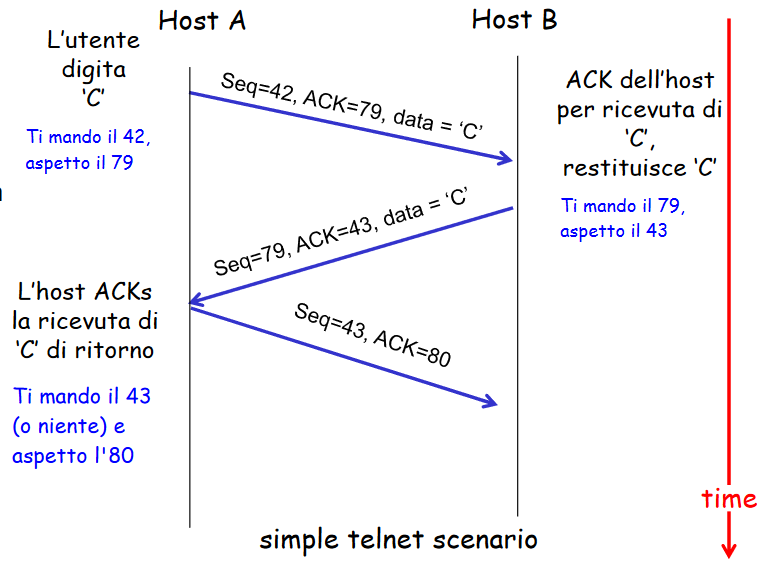 Host A
Host B
L'utente
digita
'C'
Ti mando il 42,
aspetto il 79
Seq=42, ACK=79, data = 'C'
ACK dell'host
per ricevuta di
'C',
restituisce 'C'
Ti mando il 79,
aspetto il 43
Seq=79, ACK=43, data = 'C'
L'host ACKs
la ricevuta di
'C' di ritorno
Seq=43, ACK=80
Ti mando il 43
(o niente) e
aspetto l'80
time
simple telnet scenario